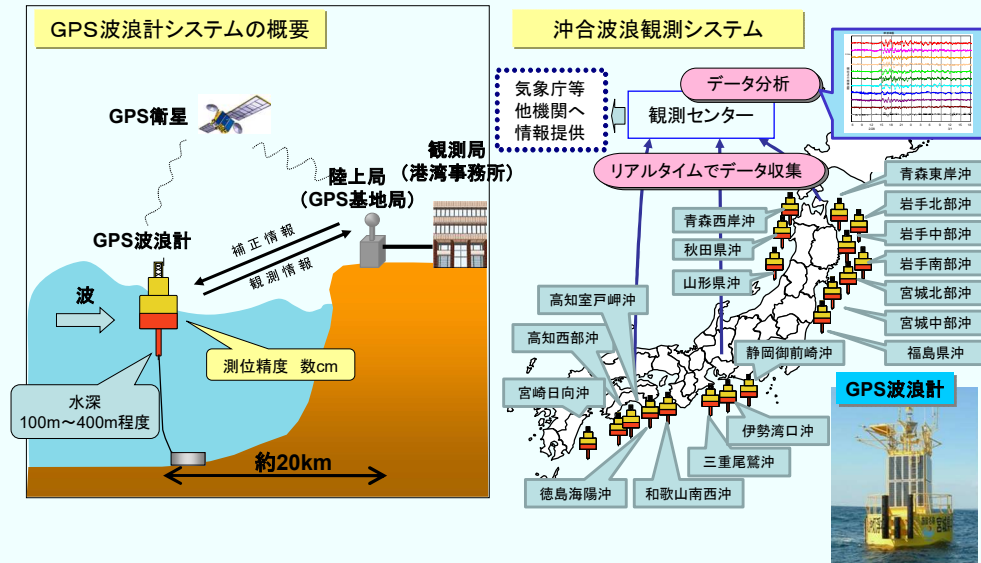 GPS波浪計システムの概要
GPS衛星
陸上局
(GPS基地局)
観測局
(港湾事務所)
GPS波浪計
補正情報
観測情報
波
測位精度 数cm
水深
100m～400m程度
約20km
沖合波浪観測システム
気象庁等
他機関へ
情報提供
データ分析
観測センター
リアルタイムでデータ収集
青森東岸沖
岩手北部沖
岩手中部沖
岩手南部沖
宮城北部沖
宮城中部沖
福島県沖
青森西岸沖
秋田県沖
山形県沖
高知室戸岬沖
高知西部沖
宮崎日向沖
静岡御前崎沖
伊勢湾口沖
三重尾鷲沖
徳島海陽沖
和歌山南西沖
GPS波浪計